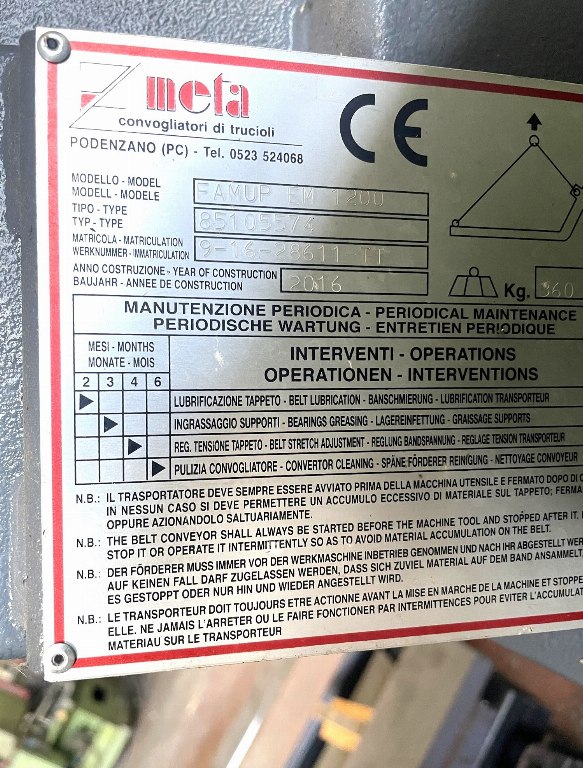 meta
convogliatori di trucioli
PODENZANO (PC) - Tel. 0523 524068
CE
MODELLO - MODEL
MODELL - MODELE
FAMUP EM 1200
TIPO - TYPE
TYP - TYPE
85105574
MATRICOLA - MATRICULATION
WERKNUMMER - IMMATRICULATION
9-16-28611 IT
ANNO COSTRUZIONE - YEAR OF CONSTRUCTION
BAUJAHR - ANNEE DE CONSTRUCTION
2016
Kg. 360
MANUTENZIONE PERIODICA - PERIODICAL MAINTENANCE
PERIODISCHE WARTUNG - ENTRETIEN PERIODIQUE
MESI - MONTHS
MONATE - MOIS
INTERVENTI - OPERATIONS
OPERATIONEN - INTERVENTIONS
2 3 4 6
LUBRIFICAZIONE TAPPETO - BELT LUBRICATION - BANSCHMIERUNG - LUBRIFICATION TRANSPORTEUR
INGRASSAGGIO SUPPORTI - BEARINGS GREASING - LAGEREINFETTUNG - GRAISSAGE SUPPORTS
REG. TENSIONE TAPPETO - BELT STRETCH ADJUSTMENT - REGLUNG BANDSPANNUNG - REGLAGE TENSION TRANSPORTEUR
PULIZIA CONVOGLIATORE - CONVERTOR CLEANING - SPÄNE FÖRDERER REINIGUNG - NETTOYAGE CONVOYEUR
N.B.: IL TRASPORTATORE DEVE SEMPRE ESSERE AVVIATO PRIMA DELLA MACCHINA UTENSILE E FERMATO DOPO DI
IN NESSUN CASO SI DEVE PERMETTERE UN ACCUMULO ECCESSIVO DI MATERIALE SUL TAPPETO;
OPPURE AZIONANDOLO SALTUARIAMENTE.
N.B.: THE BELT CONVEYOR SHALL ALWAYS BE STARTED BEFORE THE MACHINE TOOL AND STOPPED AFTER IT.
STOP IT OR OPERATE IT INTERMITTENTLY SO AS TO AVOID MATERIAL ACCUMULATION ON THE BELT.
N.B.: DER FÖRDERER MUSS IMMER VOR DER WERKMASCHINE INBETRIEB GENOMMEN UND NACH IHR ABGESTELLT
AUF KEINEN FALL DARF ZUGELASSEN WERDEN, DASS SICH ZUVIEL MATERIAL AUF DEM BAND ANSAMMELT.
ES GESTOPPT ODER NUR HIN UND WIEDER ANGESTELLT WIRD.
N.B.: LE TRANSPORTEUR DOIT TOUJOURS ETRE ACTIONNE AVANT LA MISE EN MARCHE DE LA MACHINE ET
ELLE. NE JAMAIS L'ARRETER OU LE FAIRE FONCTIONER PAR INTERMITTENCES POUR EVITER
MATERIAU SUR LE TRANSPORTEUR